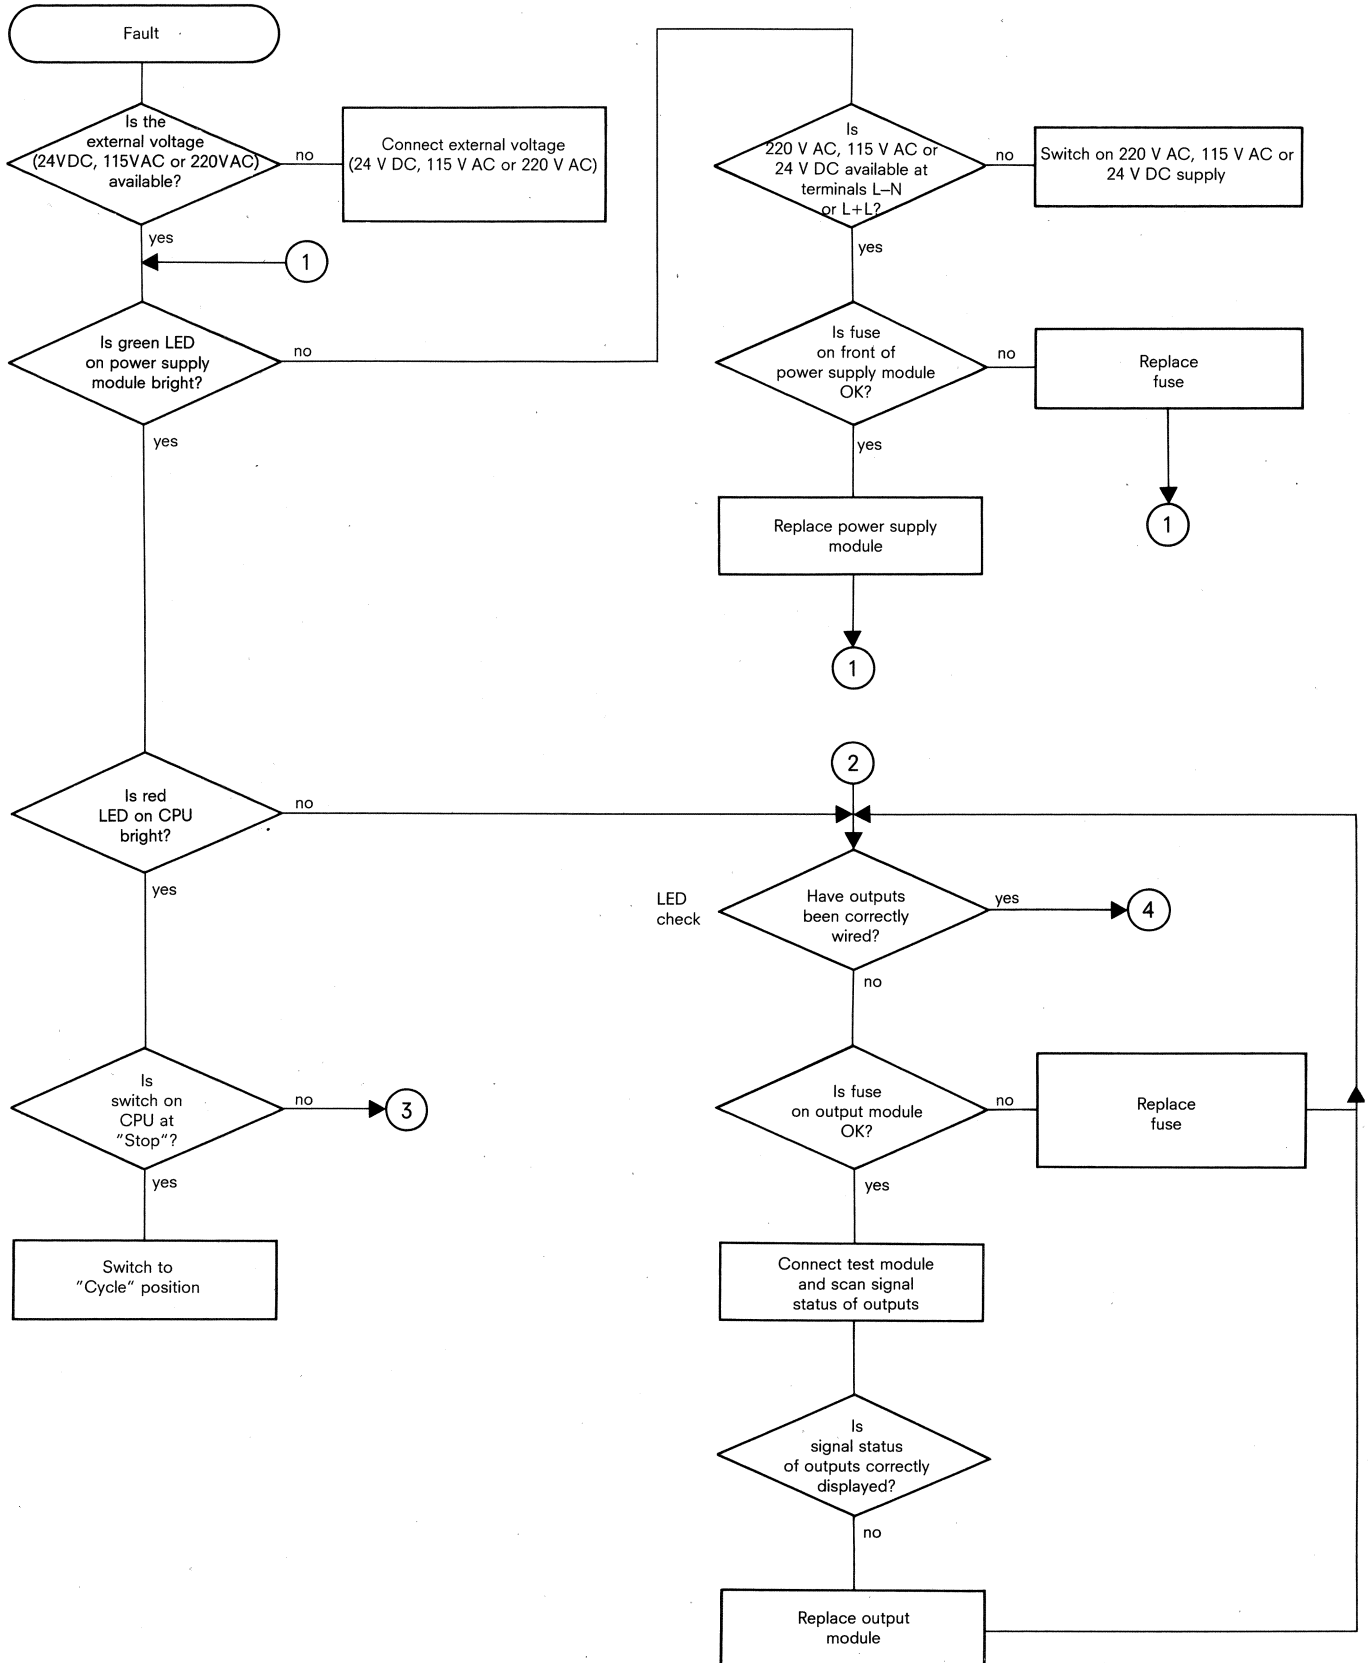 Fault
Is the
external voltage
(24VDC, 115VAC or 220VAC)
available?
no
Connect external voltage
(24 V DC, 115 V AC or 220 V AC)
yes
1
Is green LED
on power supply
module bright?
no
yes
Is
220 V AC, 115 V AC or
24 V DC available at
terminals L–N
or L+L?
no
Switch on 220 V AC, 115 V AC or
24 V DC supply
yes
Is fuse
on front of
power supply module
OK?
no
Replace
fuse
1
yes
Replace power supply
module
1
Is red
LED on CPU
bright?
no
yes
2
LED
check
Have outputs
been correctly
wired?
yes
4
no
Is
switch on
CPU at
"Stop"?
no
3
yes
Switch to
"Cycle" position
Is fuse
on output module
OK?
no
Replace
fuse
yes
Connect test module
and scan signal
status of outputs
Is
signal status
of outputs correctly
displayed?
no
Replace output
module